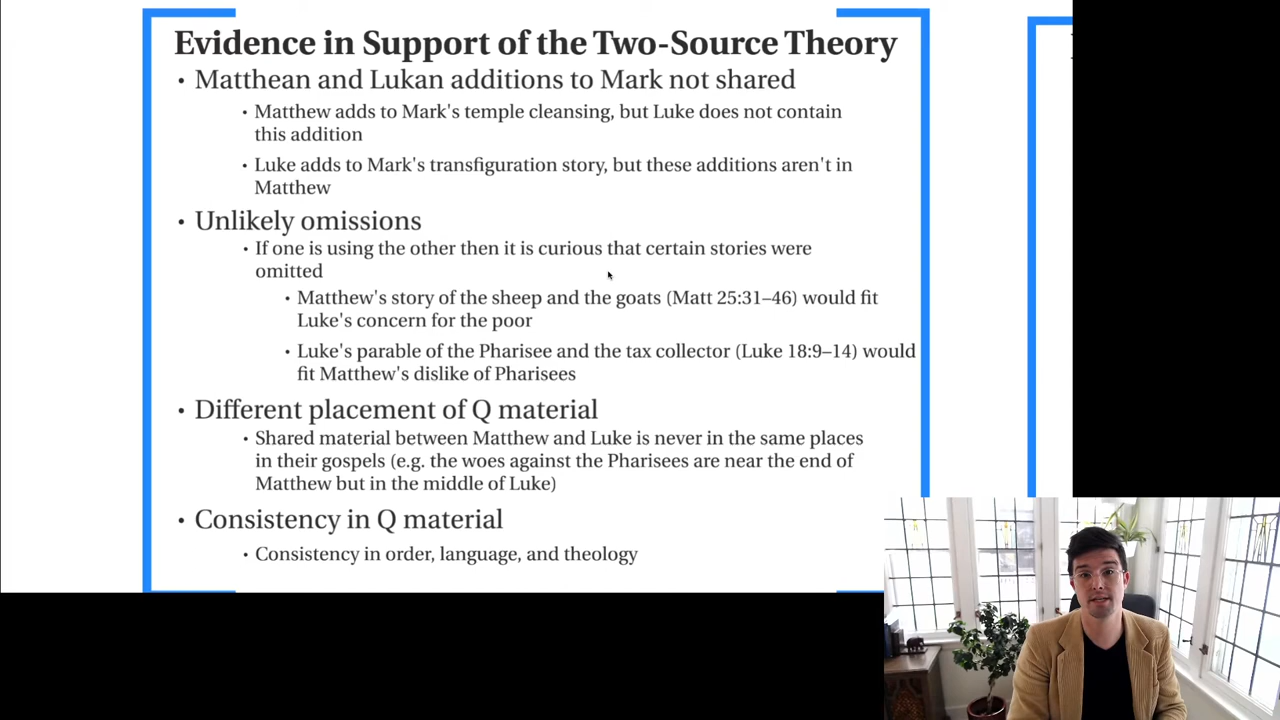 Evidence in Support of the Two-Source Theory
• Matthean and Lukan additions to Mark not shared
• Matthew adds to Mark's temple cleansing, but Luke does not contain
this addition
• Luke adds to Mark's transfiguration story, but these additions aren't in
Matthew
• Unlikely omissions
• If one is using the other then it is curious that certain stories were
omitted
• Matthew's story of the sheep and the goats (Matt 25:31–46) would fit
Luke's concern for the poor
• Luke's parable of the Pharisee and the tax collector (Luke 18:9–14) would
fit Matthew's dislike of Pharisees
• Different placement of Q material
• Shared material between Matthew and Luke is never in the same places
in their gospels (e.g. the woes against the Pharisees are near the end of
Matthew but in the middle of Luke)
• Consistency in Q material
• Consistency in order, language, and theology